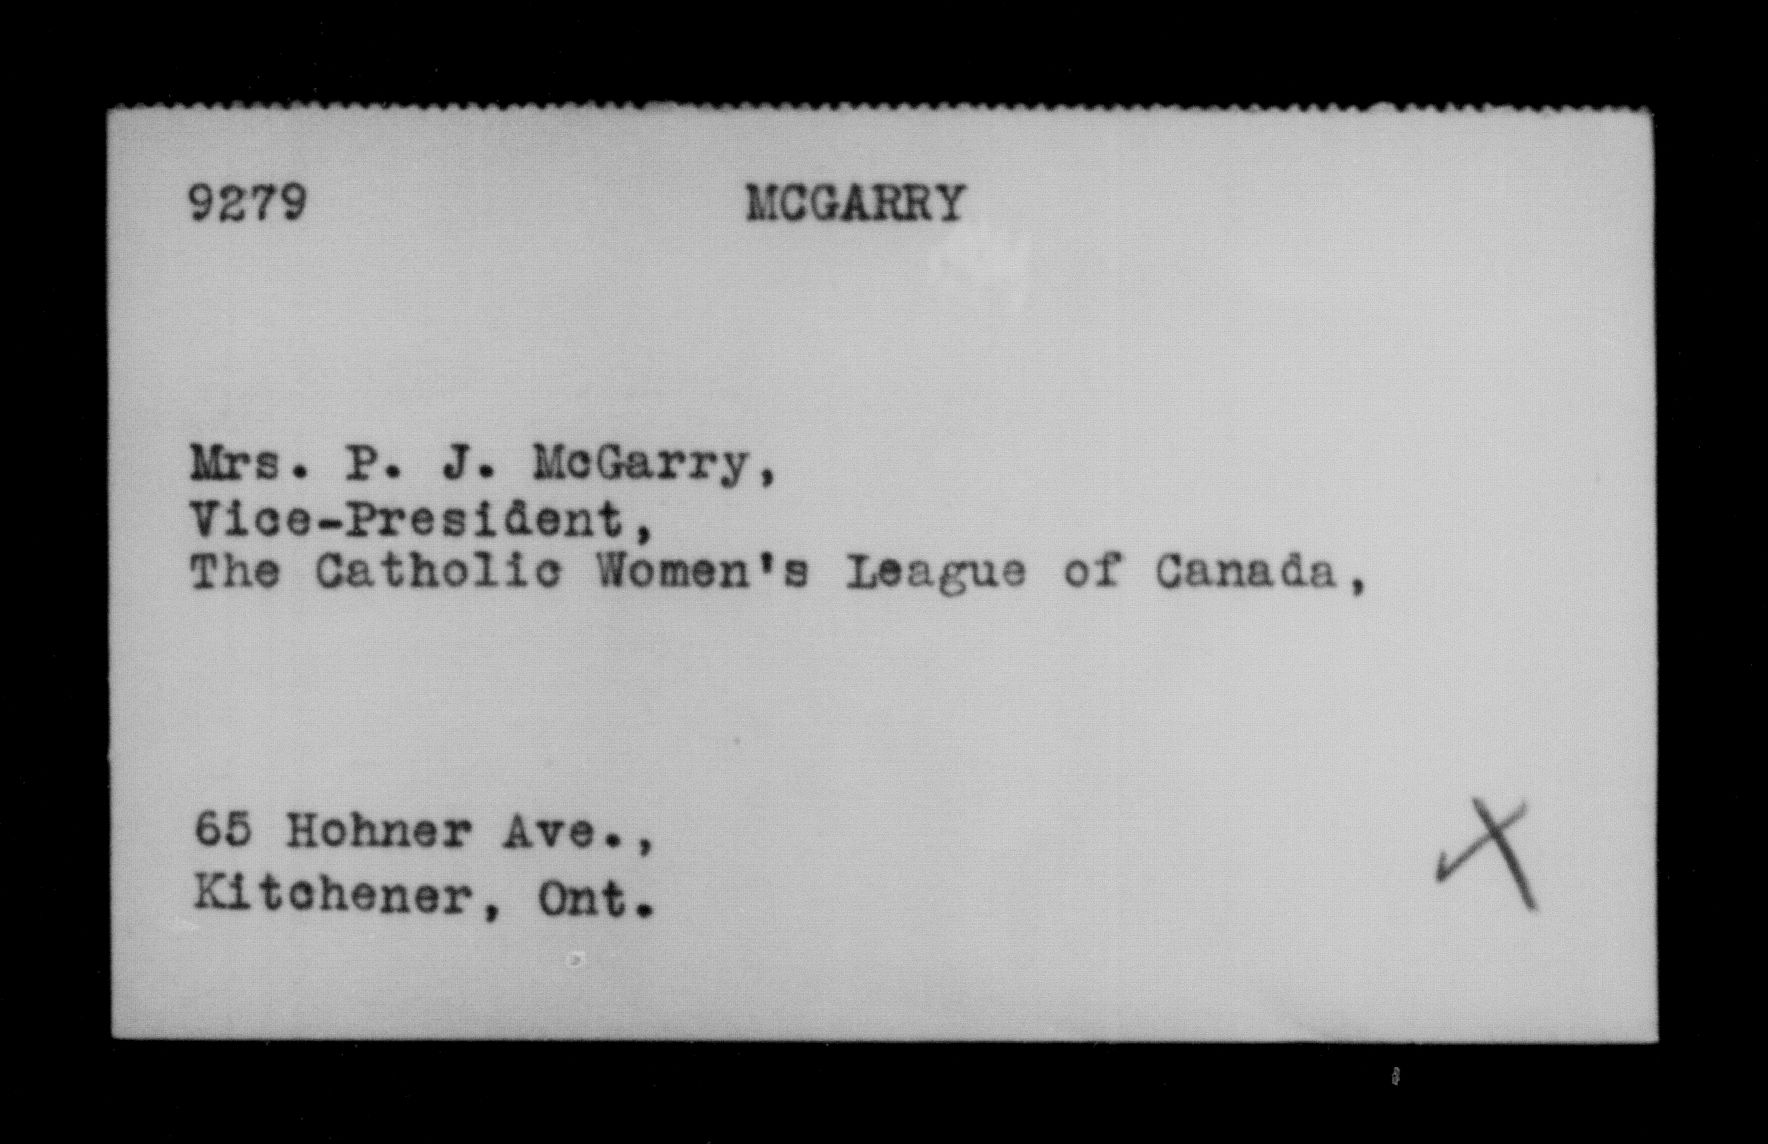 9279 MCGARRY
Mrs. P. J. McGarry,
Vice-President,
The Catholic Women's League of Canada,
65 Hohner Ave.,
Kitchener, Ont.
X